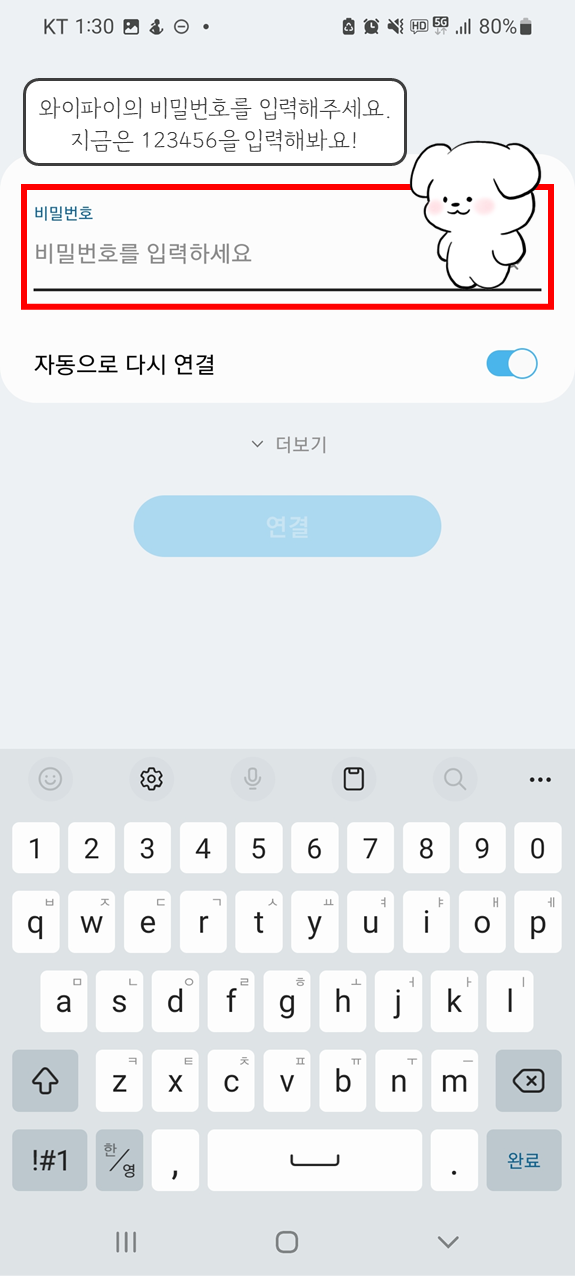 KT 1:30
HD 5G 80%
와이파이의 비밀번호를 입력해주세요.
지금은 123456을 입력해봐요!
비밀번호
비밀번호를 입력하세요
자동으로 다시 연결
더보기
연결
1 2 3 4 5 6 7 8 9 0
ㅂ ㅈ ㄷ ㄱ ㅅ ㅛ ㅕ ㅑ ㅐ ㅔ
q w e r t y u i o p
ㅁ ㄴ ㅇ ㄹ ㅎ ㅗ ㅓ ㅏ ㅣ
a s d f g h j k l
ㅋ ㅌ ㅊ ㅍ ㅠ ㅜ ㅡ
z x c v b n m
!#1 한/영 , . 완료